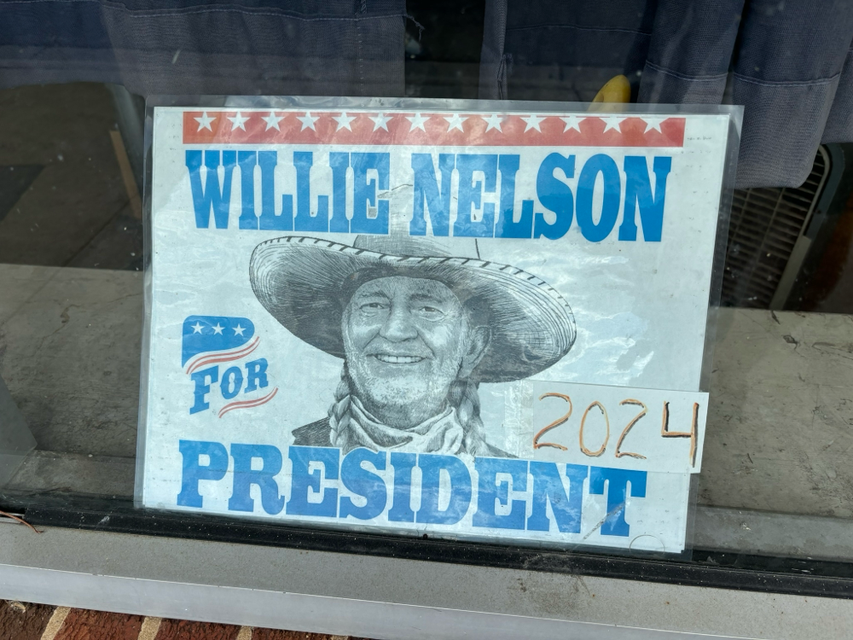 WILLIE NELSON
FOR
2024
PRESIDENT